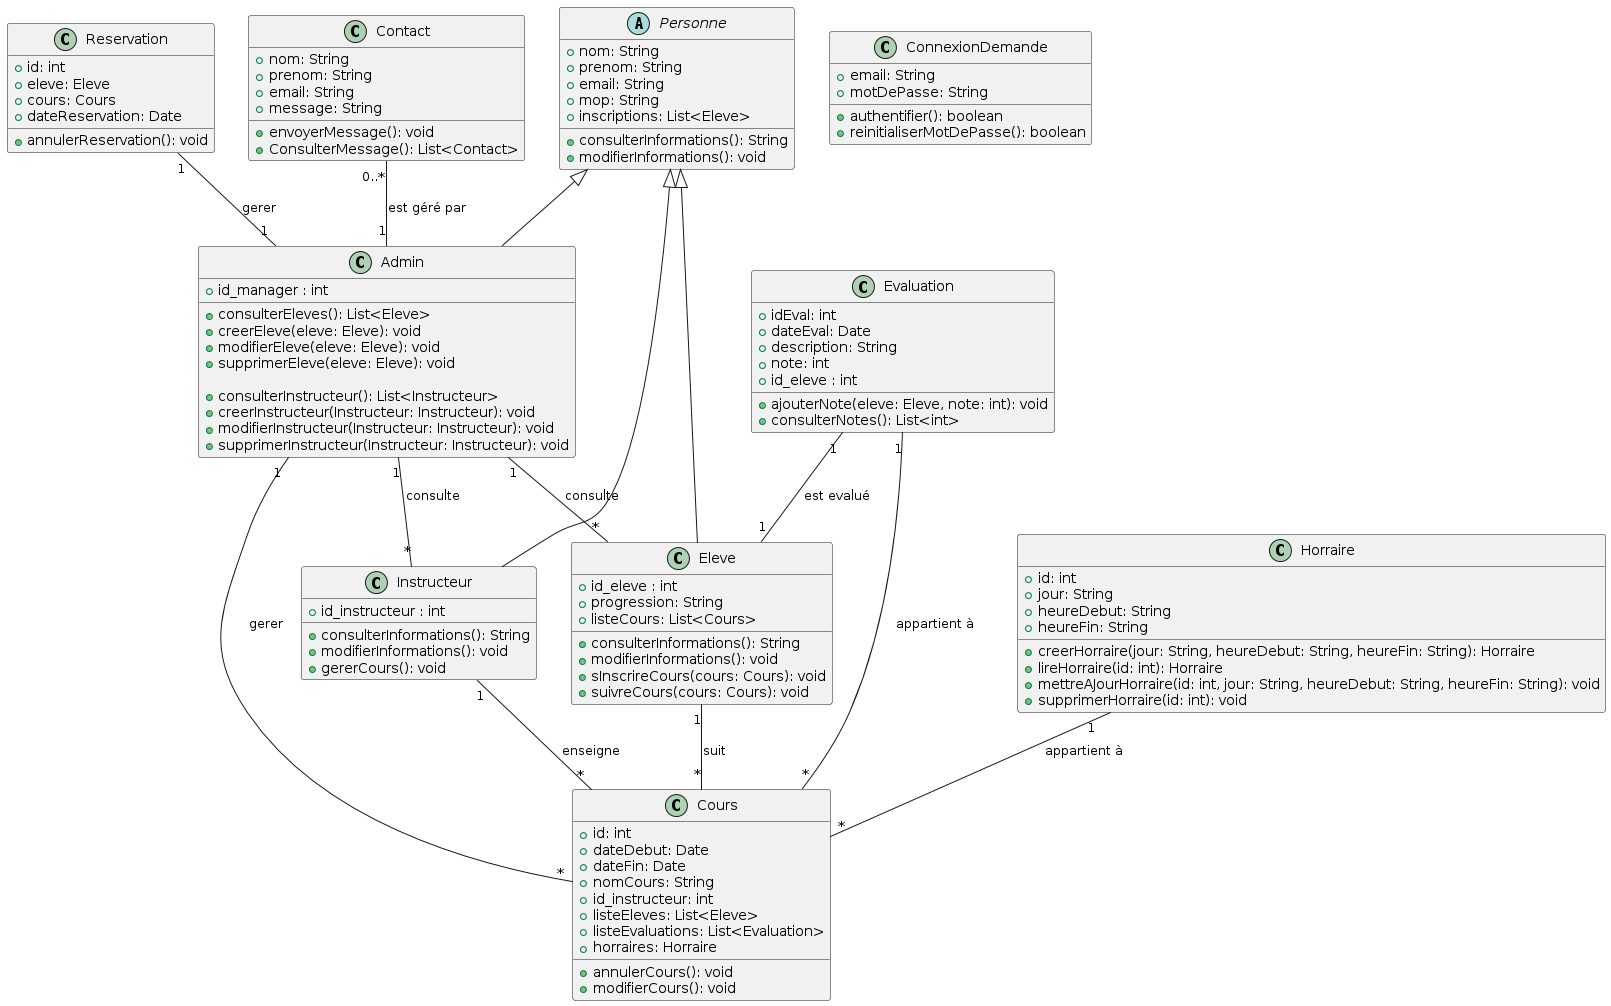 C Reservation
id: int
eleve: Eleve
cours: Cours
dateReservation: Date
annulerReservation(): void
C Contact
nom: String
prenom: String
email: String
message: String
envoyerMessage(): void
ConsulterMessage(): List<Contact>
A Personne
nom: String
prenom: String
email: String
mop: String
inscriptions: List<Eleve>
consulterInformations(): String
modifierInformations(): void
C ConnexionDemande
email: String
motDePasse: String
authentifier(): boolean
reinitialiserMotDePasse(): boolean
1
gerer
1
0..*
est géré par
1
C Admin
id_manager : int
consulterEleves(): List<Eleve>
creerEleve(eleve: Eleve): void
modifierEleve(eleve: Eleve): void
supprimerEleve(eleve: Eleve): void
consulterInstructeur(): List<Instructeur>
creerInstructeur(Instructeur: Instructeur): void
modifierInstructeur(Instructeur: Instructeur): void
supprimerInstructeur(Instructeur: Instructeur): void
C Evaluation
idEval: int
dateEval: Date
description: String
note: int
id_eleve : int
ajouterNote(eleve: Eleve, note: int): void
consulterNotes(): List<int>
1
gerer
*
1
consulte
*
1
consulte
*
1
est evalué
1
1
appartient à
*
C Instructeur
id_instructeur : int
consulterInformations(): String
modifierInformations(): void
gererCours(): void
C Eleve
id_eleve : int
progression: String
listeCours: List<Cours>
consulterInformations(): String
modifierInformations(): void
sInscrireCours(cours: Cours): void
suivreCours(cours: Cours): void
C Horraire
id: int
jour: String
heureDebut: String
heureFin: String
creerHorraire(jour: String, heureDebut: String, heureFin: String): Horraire
lireHorraire(id: int): Horraire
mettreAJourHorraire(id: int, jour: String, heureDebut: String, heureFin: String): void
supprimerHorraire(id: int): void
1
enseigne
*
1
suit
*
1
appartient à
*
C Cours
id: int
dateDebut: Date
dateFin: Date
nomCours: String
id_instructeur: int
listeEleves: List<Eleve>
listeEvaluations: List<Evaluation>
horraires: Horraire
annulerCours(): void
modifierCours(): void